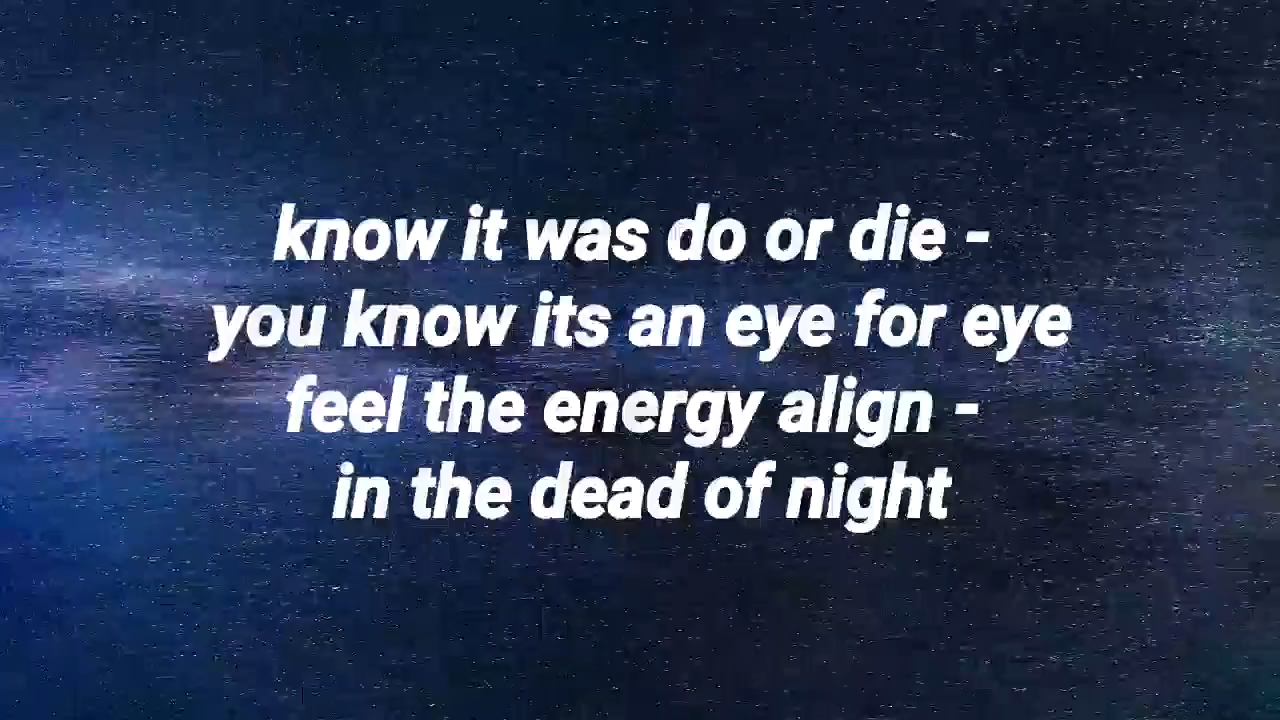 know it was do or die -
you know its an eye for eye
feel the energy align -
in the dead of night